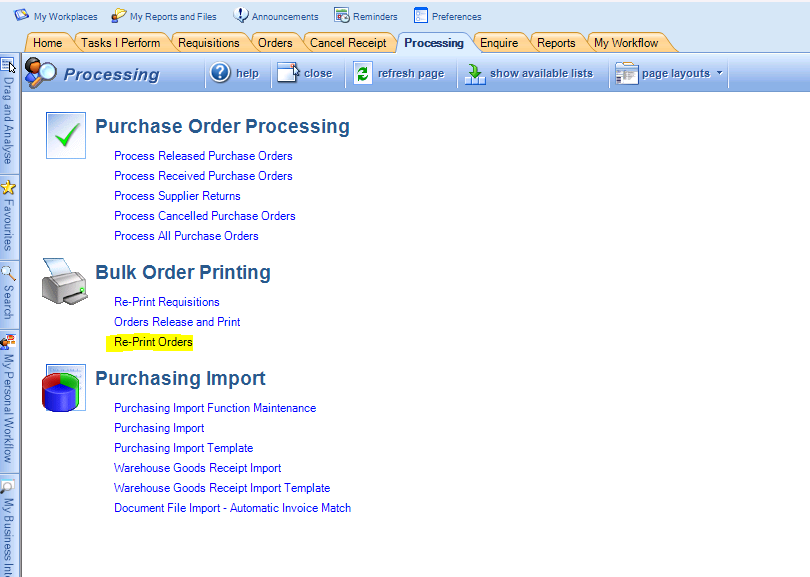 My Workplaces My Reports and Files Announcements Reminders Preferences
Home Tasks I Perform Requisitions Orders Cancel Receipt Processing Enquire Reports My Workflow
Processing help close refresh page show available lists page layouts
Drag and Analyse
Favourites
Search
My Personal Workflow
My Business Int
Purchase Order Processing
Process Released Purchase Orders
Process Received Purchase Orders
Process Supplier Returns
Process Cancelled Purchase Orders
Process All Purchase Orders
Bulk Order Printing
Re-Print Requisitions
Orders Release and Print
Re-Print Orders
Purchasing Import
Purchasing Import Function Maintenance
Purchasing Import
Purchasing Import Template
Warehouse Goods Receipt Import
Warehouse Goods Receipt Import Template
Document File Import - Automatic Invoice Match